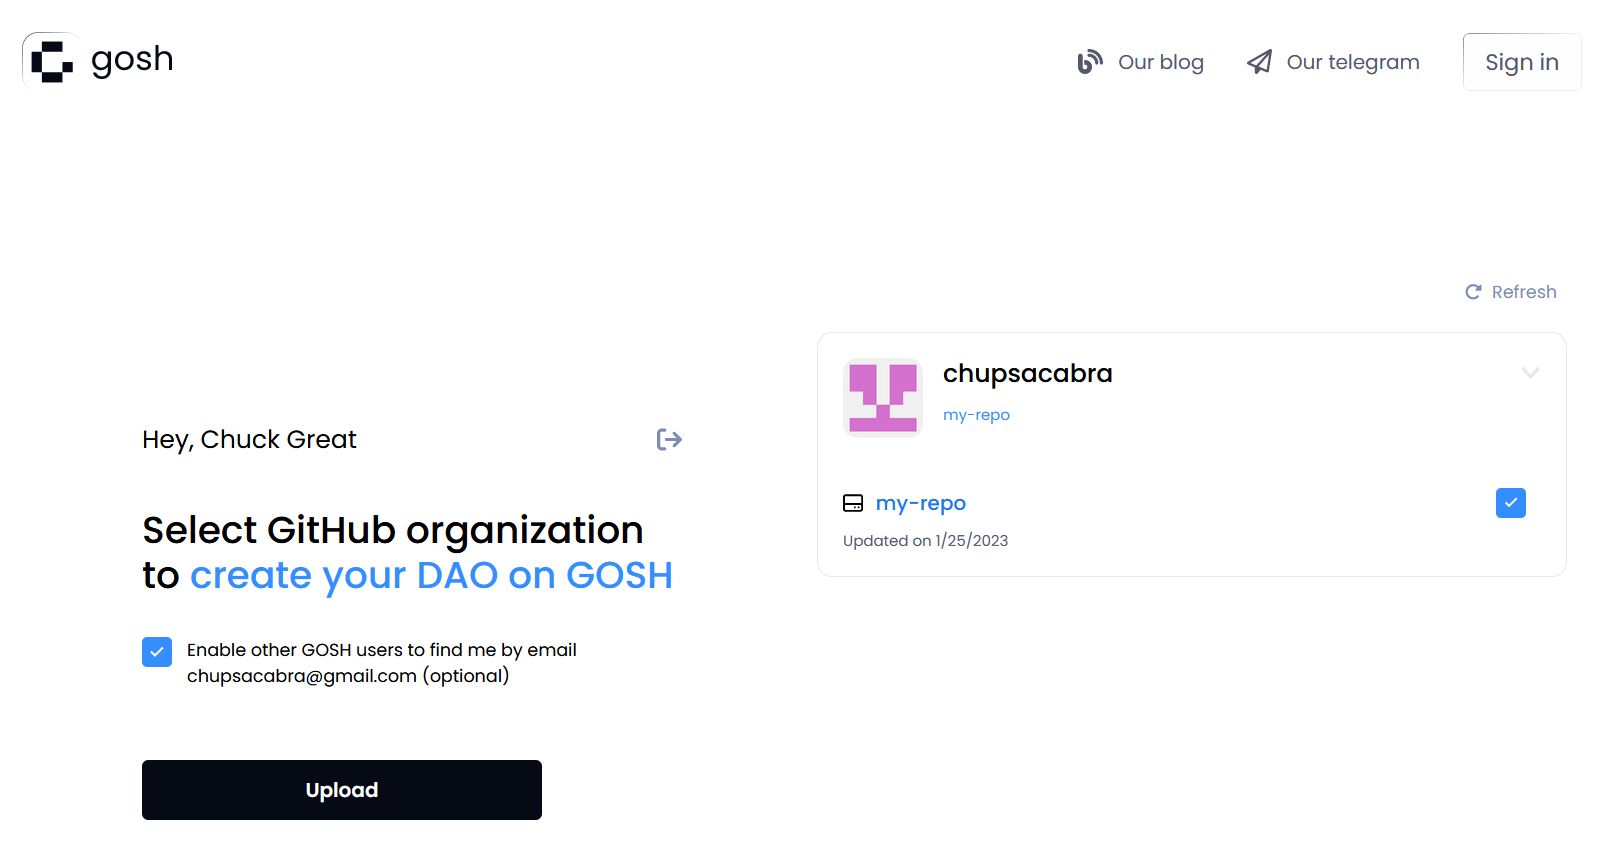 gosh
Our blog
Our telegram
Sign in
Refresh
chupsacabra
my-repo
my-repo
Updated on 1/25/2023
Hey, Chuck Great
Select GitHub organization
to create your DAO on GOSH
Enable other GOSH users to find me by email
chupsacabra@gmail.com (optional)
Upload